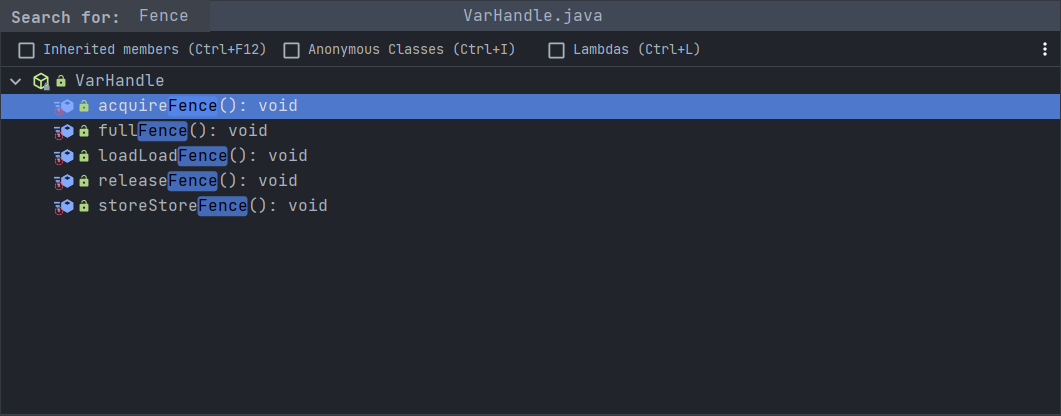 Search for: Fence VarHandle.java
Inherited members (Ctrl+F12) Anonymous Classes (Ctrl+I) Lambdas (Ctrl+L)
VarHandle
acquireFence(): void
fullFence(): void
loadLoadFence(): void
releaseFence(): void
storeStoreFence(): void